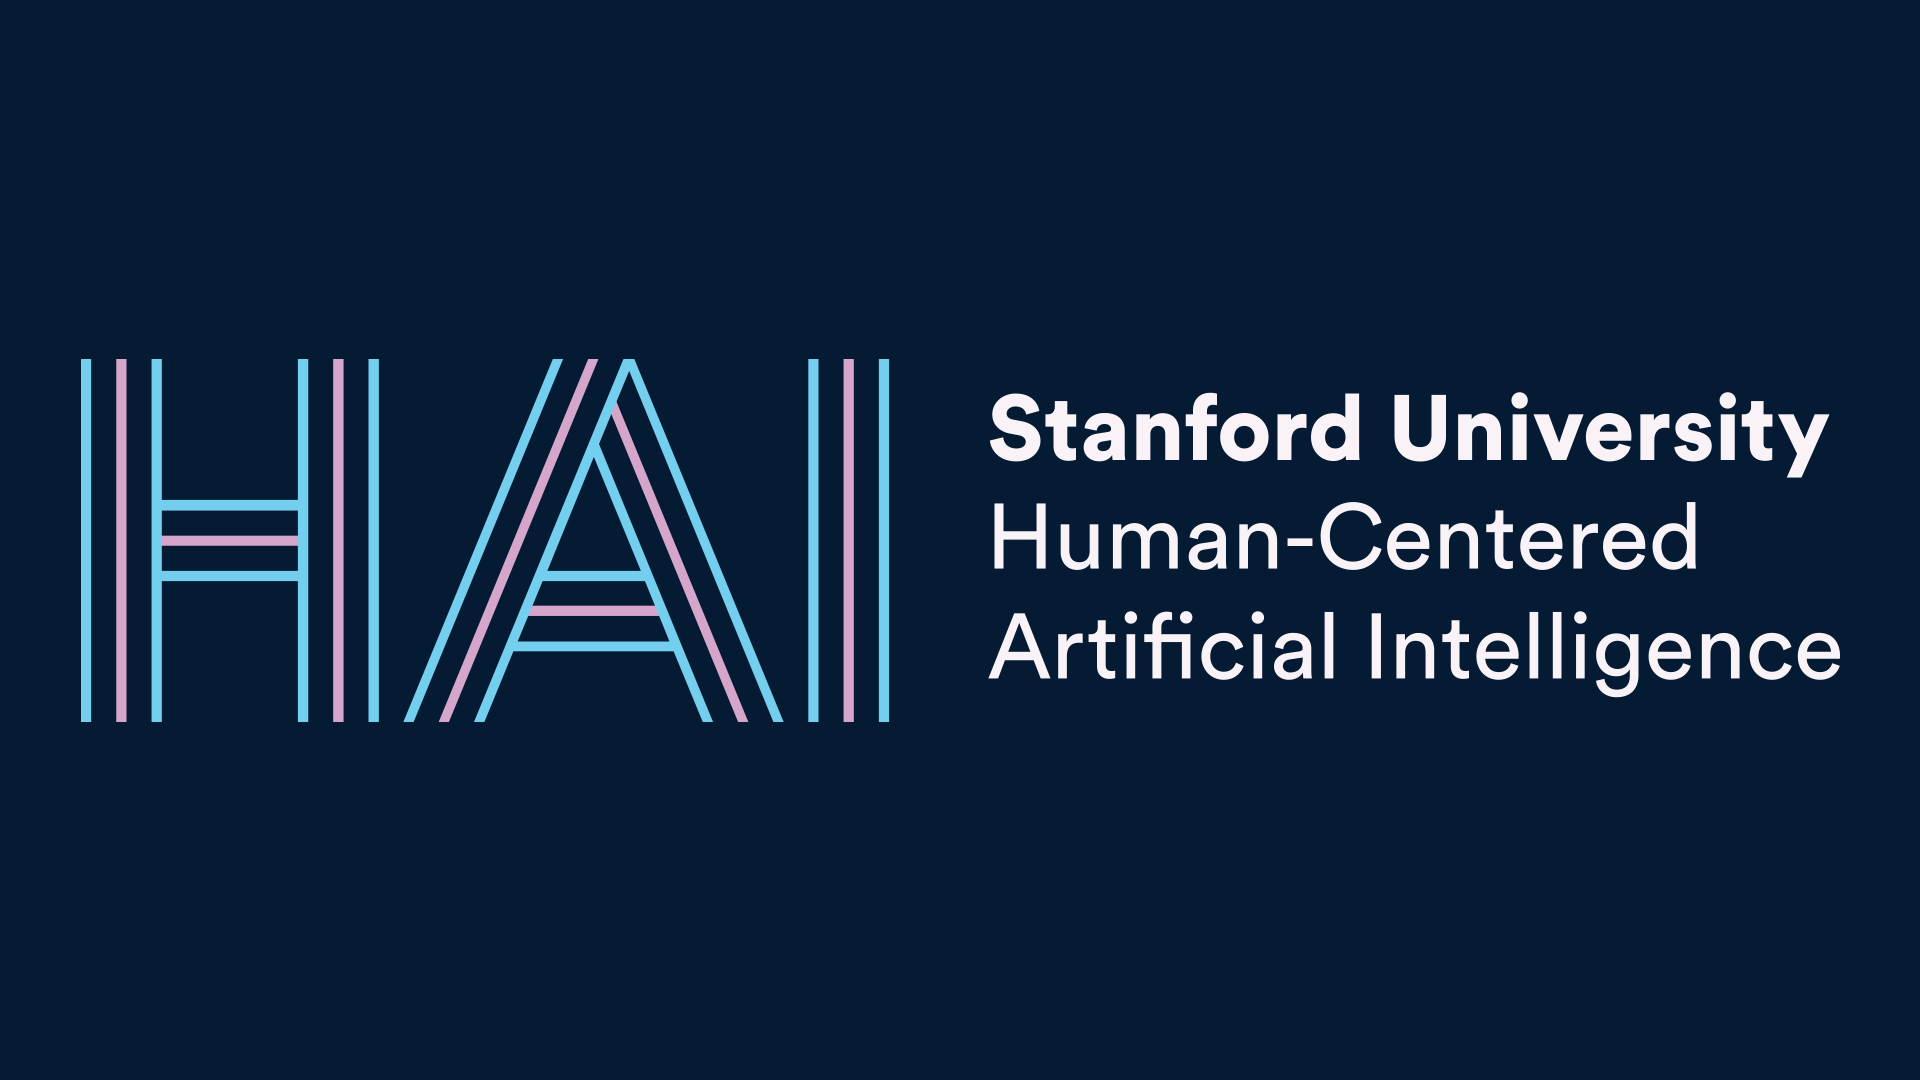 HAI
Stanford University
Human-Centered
Artificial Intelligence